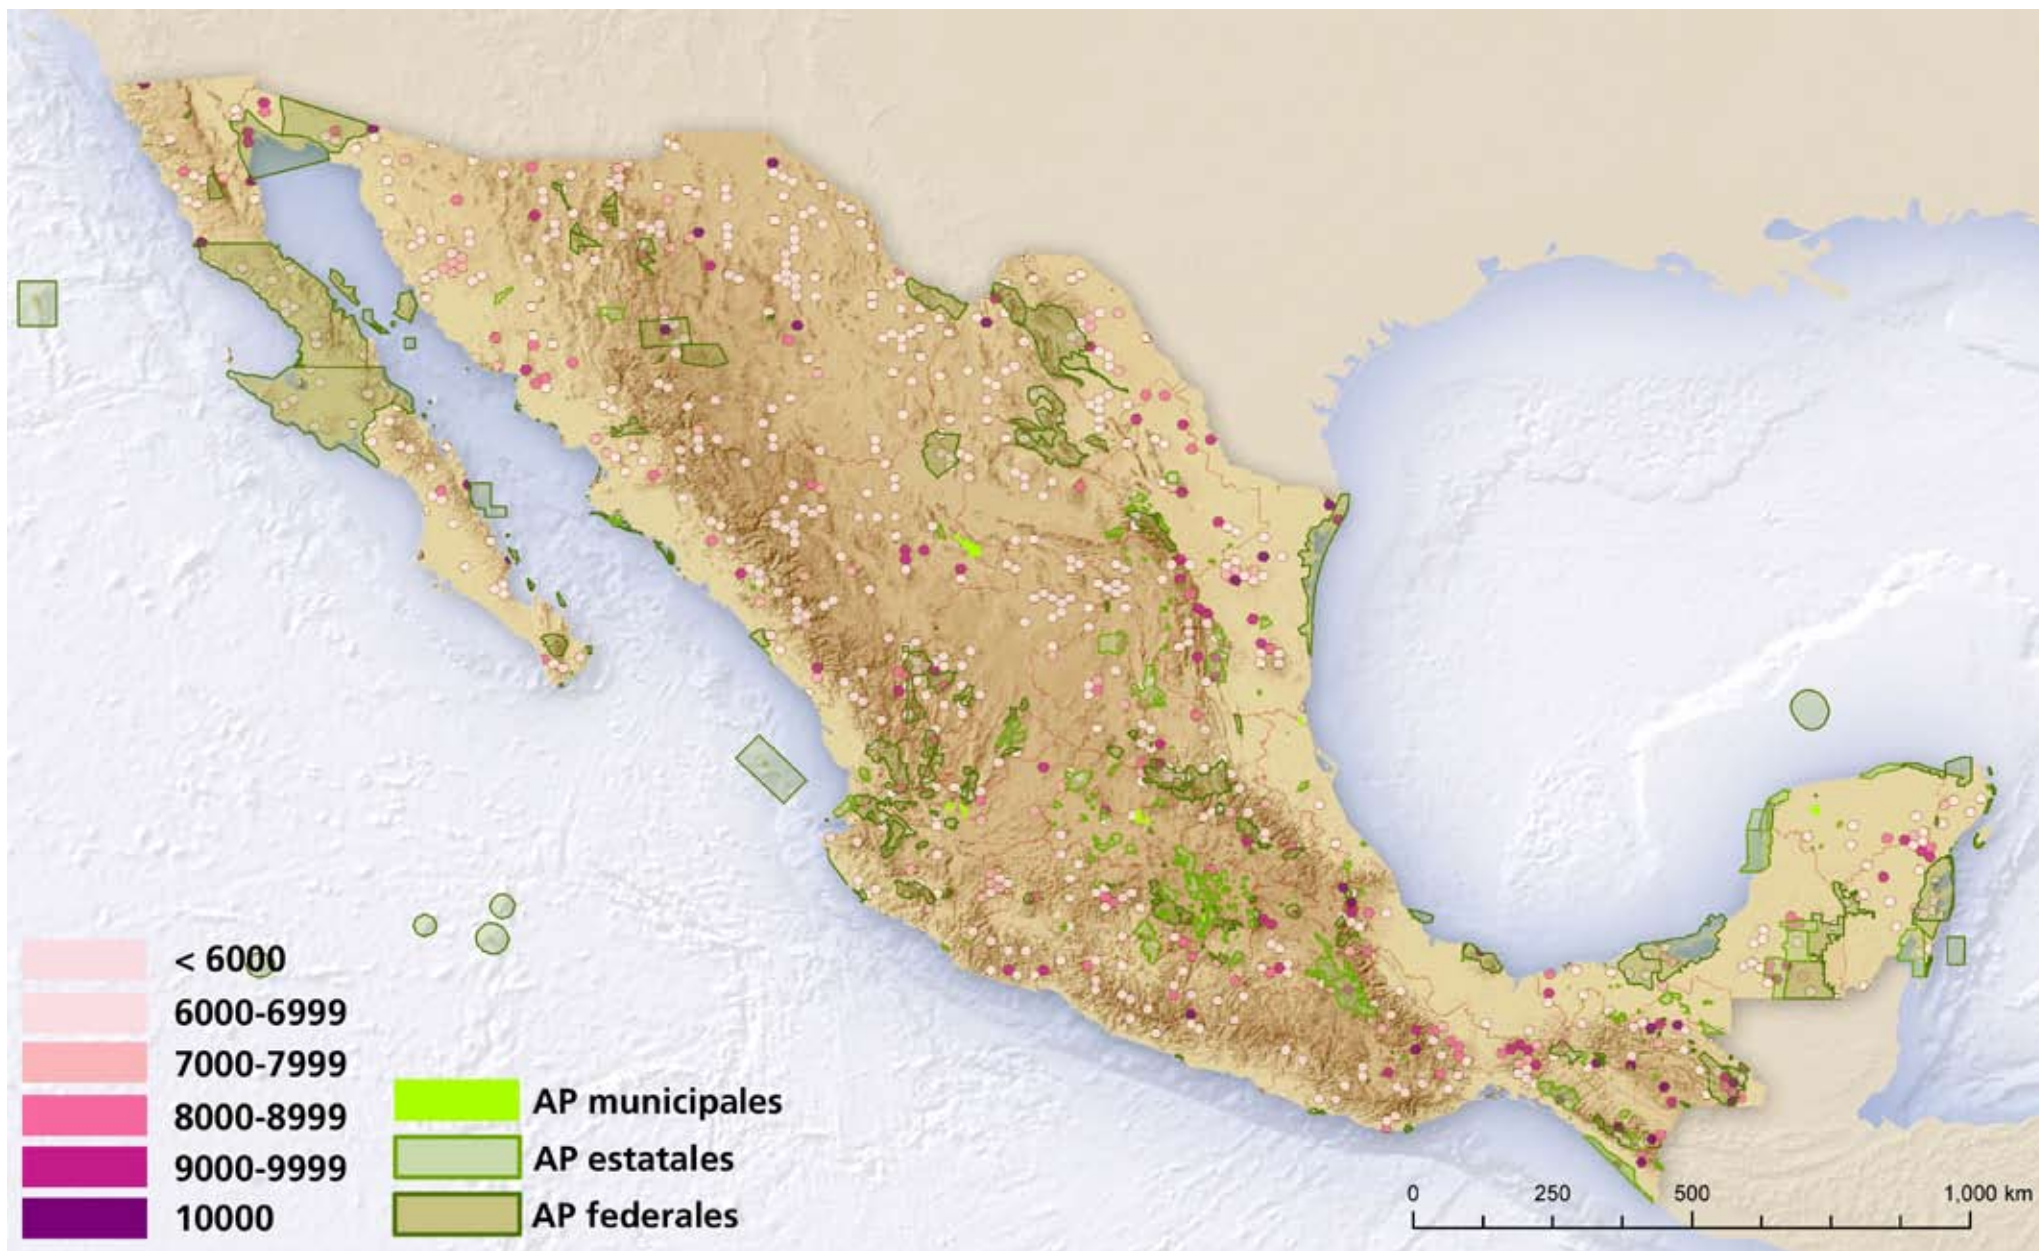 < 6000
6000-6999
7000-7999
8000-8999
9000-9999
10000
AP municipales
AP estatales
AP federales
0 250 500 1,000 km